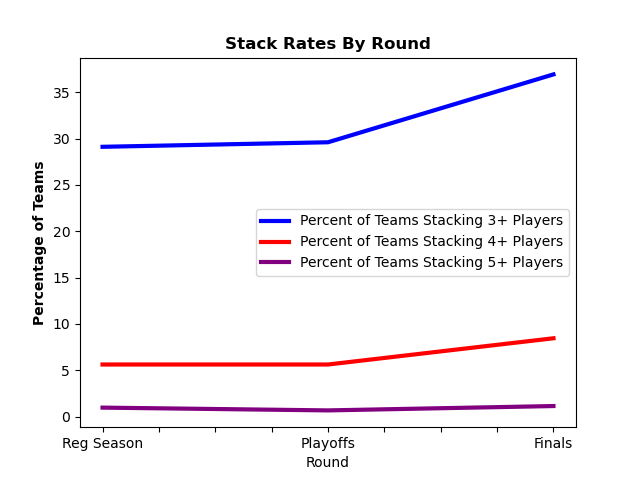 Stack Rates By Round
Percentage of Teams
35
30
25
20
15
10
5
0
Percent of Teams Stacking 3+ Players
Percent of Teams Stacking 4+ Players
Percent of Teams Stacking 5+ Players
Reg Season Playoffs Finals
Round